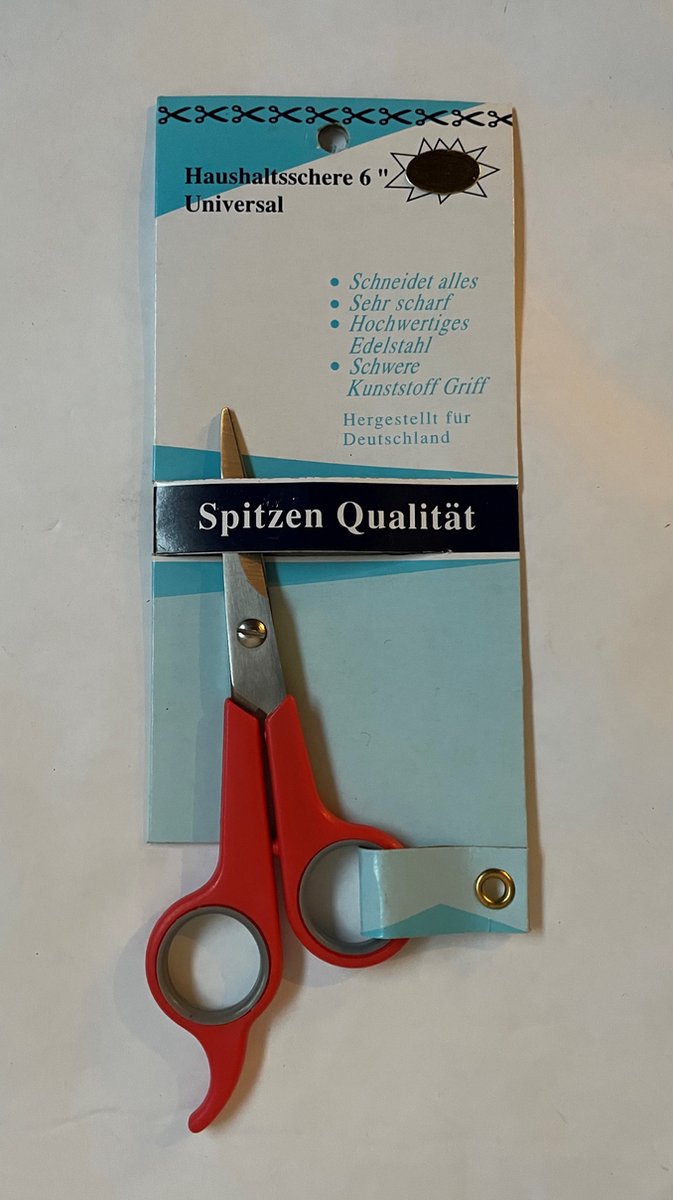 Haushaltsschere 6 "
Universal
• Schneidet alles
• Sehr scharf
• Hochwertiges
Edelstahl
• Schwere
Kunststoff Griff
Hergestellt für
Deutschland
Spitzen Qualität